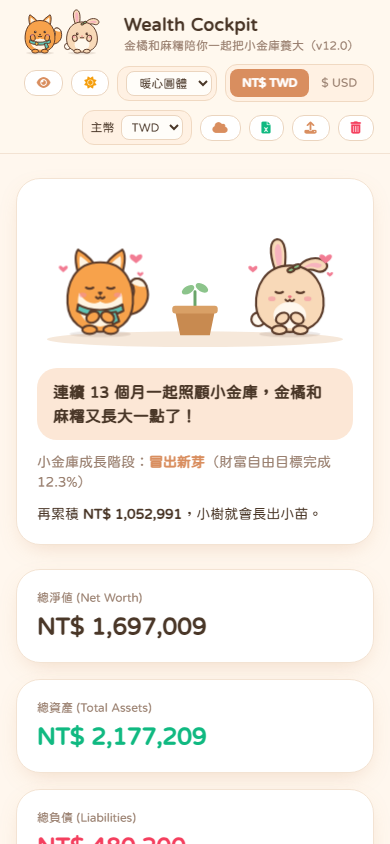 Wealth Cockpit
金橘和麻糬陪你一起把小金庫養大（v12.0）
暖心圓體
NT$ TWD
$ USD
主幣
TWD
連續 13 個月一起照顧小金庫，金橘和
麻糬又長大一點了！
小金庫成長階段：冒出新芽（財富自由目標完成
12.3%）
再累積 NT$ 1,052,991，小樹就會長出小苗。
總淨值 (Net Worth)
NT$ 1,697,009
總資產 (Total Assets)
NT$ 2,177,209
總負債 (Liabilities)
NT$ 480,200